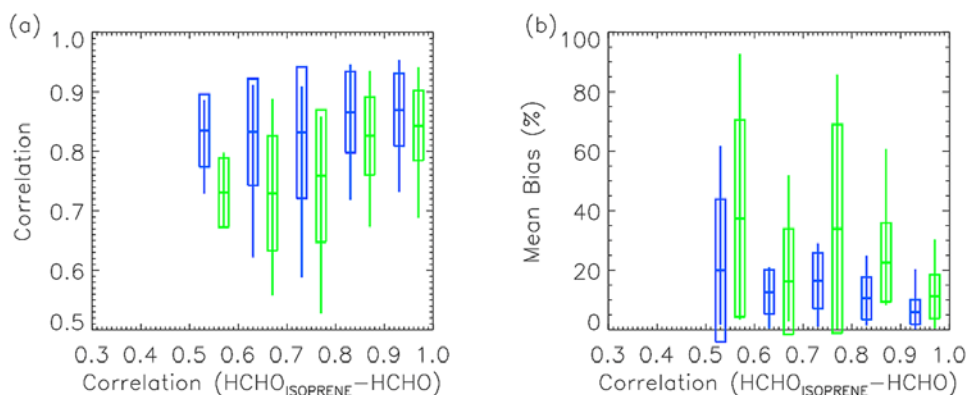 (a)
1.0
0.9
0.8
0.7
0.6
0.5
Correlation
0.3 0.4 0.5 0.6 0.7 0.8 0.9 1.0
Correlation (HCHO_ISOPRENE−HCHO)
(b)
100
80
60
40
20
0
Mean Bias (%)
0.3 0.4 0.5 0.6 0.7 0.8 0.9 1.0
Correlation (HCHO_ISOPRENE−HCHO)